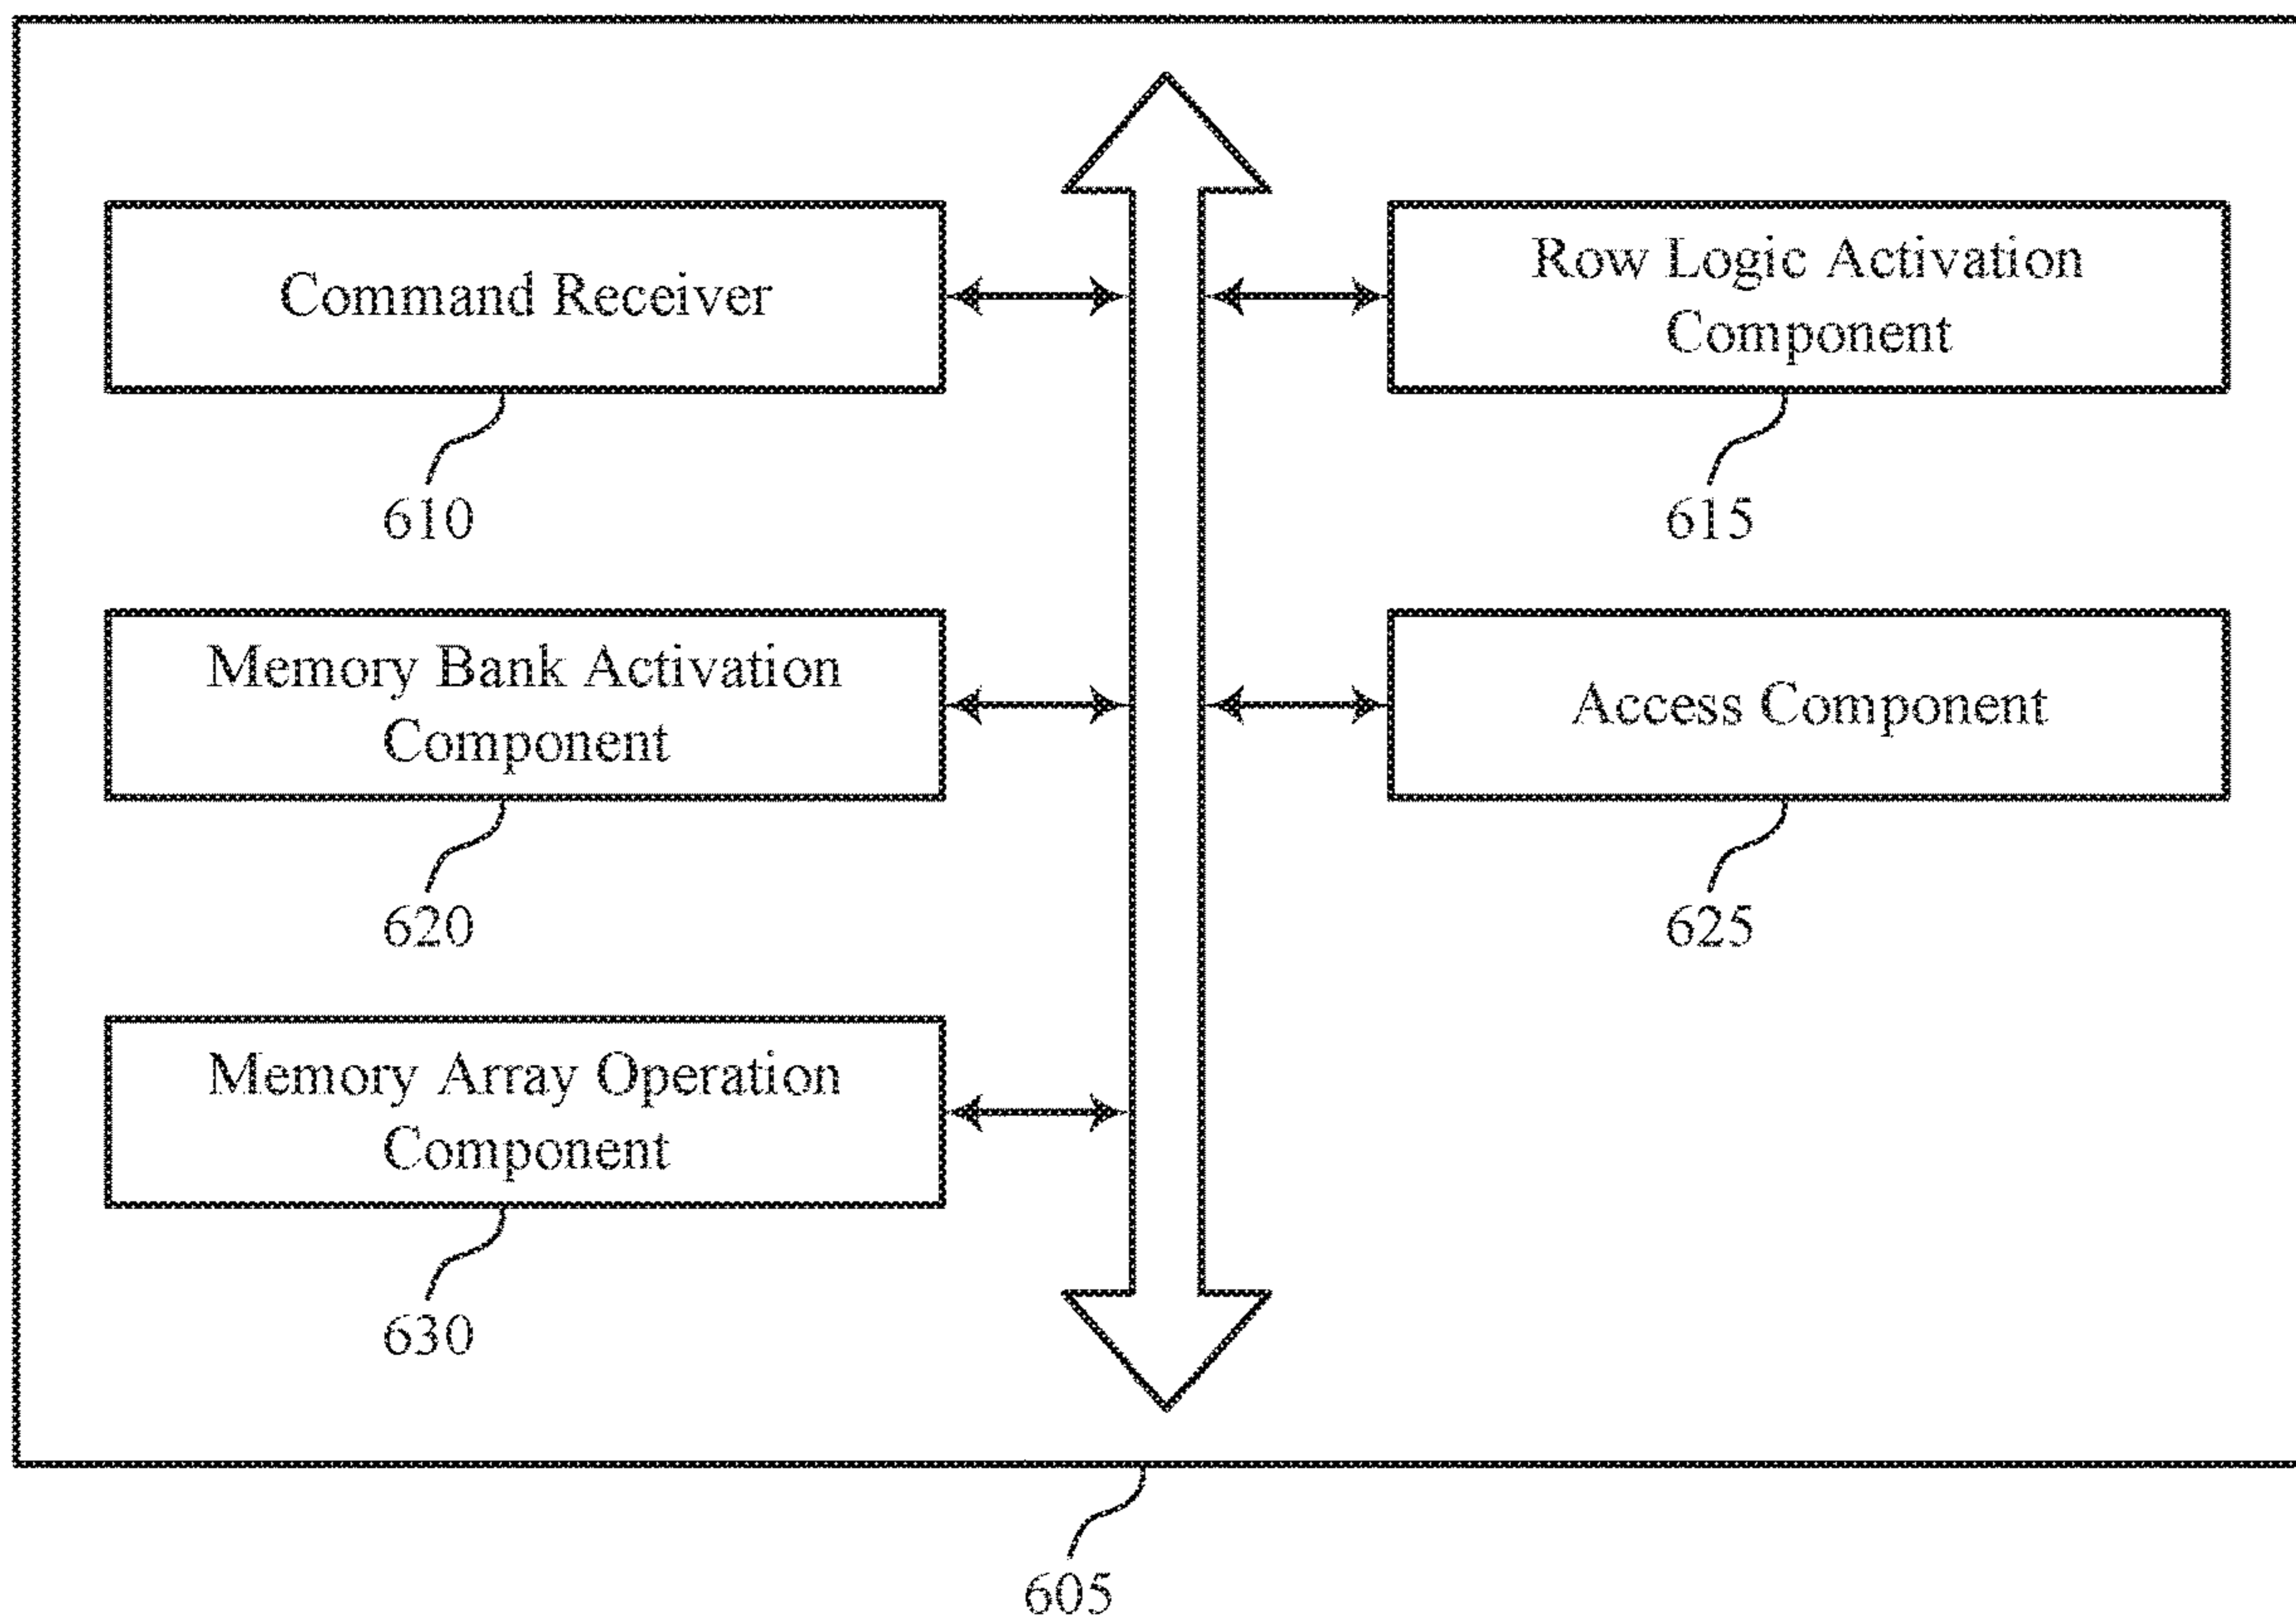 Command Receiver
610
Row Logic Activation
Component
615
Memory Bank Activation
Component
620
Access Component
625
Memory Array Operation
Component
630
605